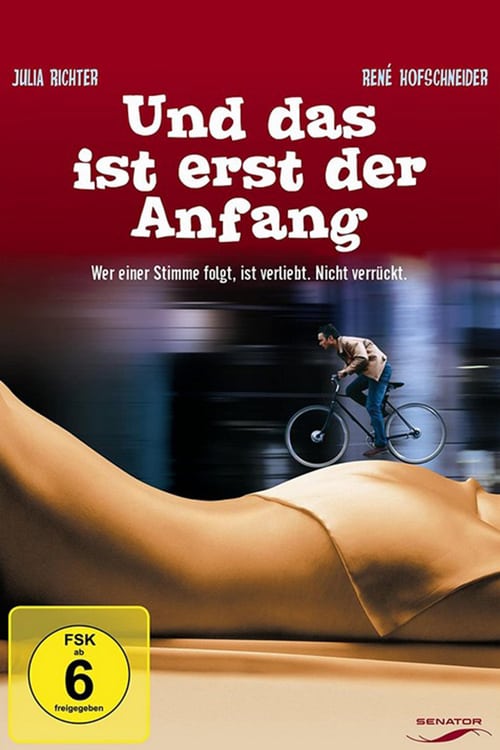 JULIA RICHTER
RENÉ HOFSCHNEIDER
Und das
ist erst der
Anfang
Wer einer Stimme folgt, ist verliebt. Nicht verrückt.
FSK
ab
6
freigegeben
SENATOR